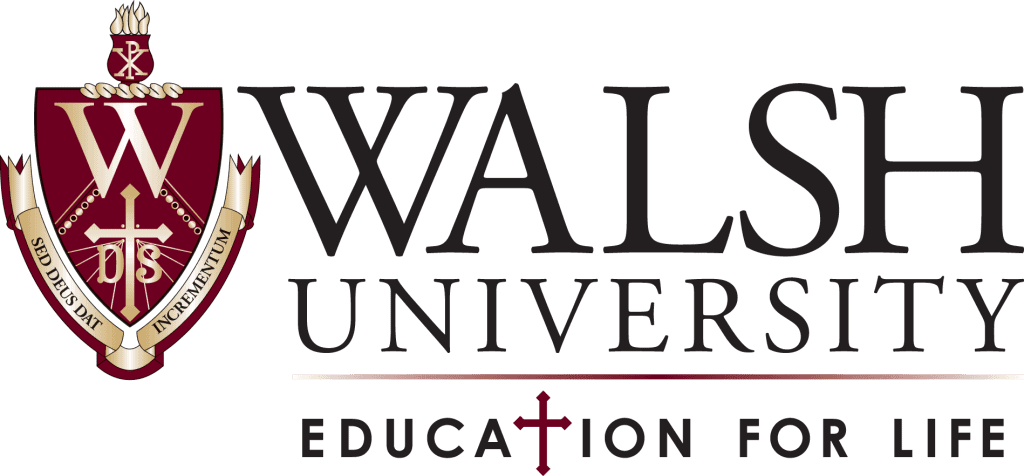 W
DS
SED DEUS DAT INCREMENTUM
WALSH
UNIVERSITY
EDUCATION FOR LIFE